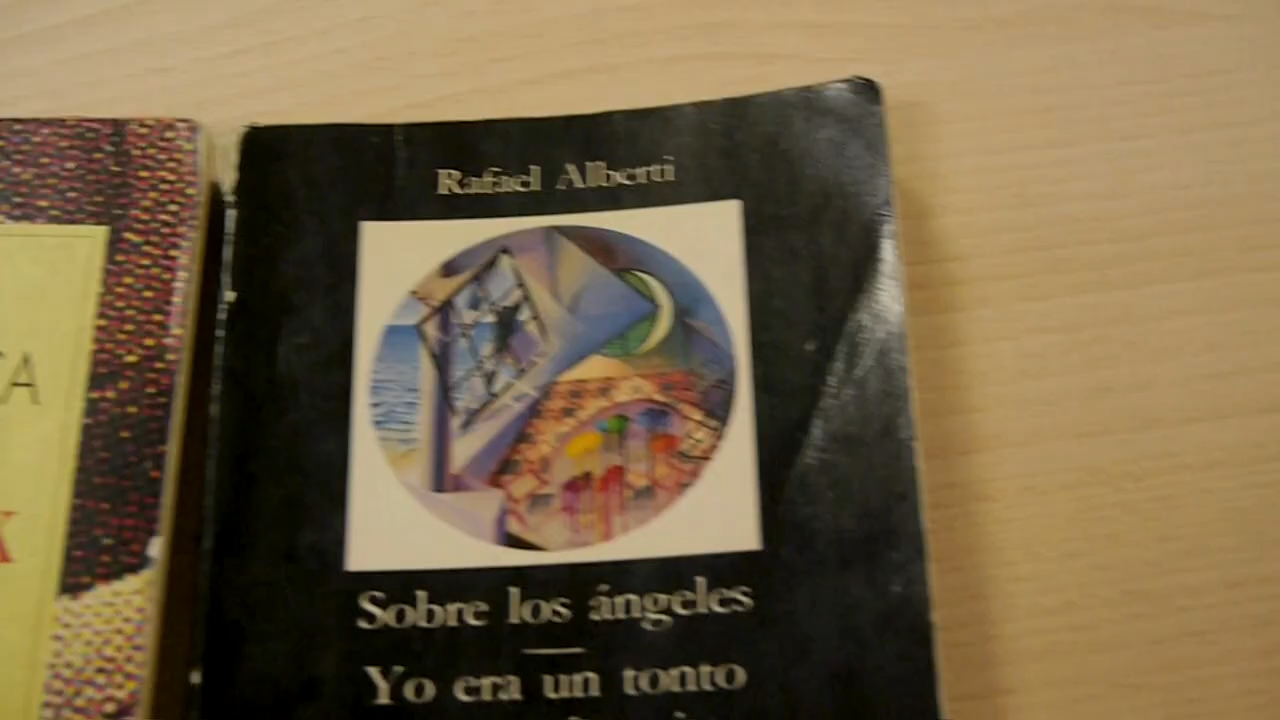 Rafael Alberti
Sobre los ángeles
Yo era un tonto